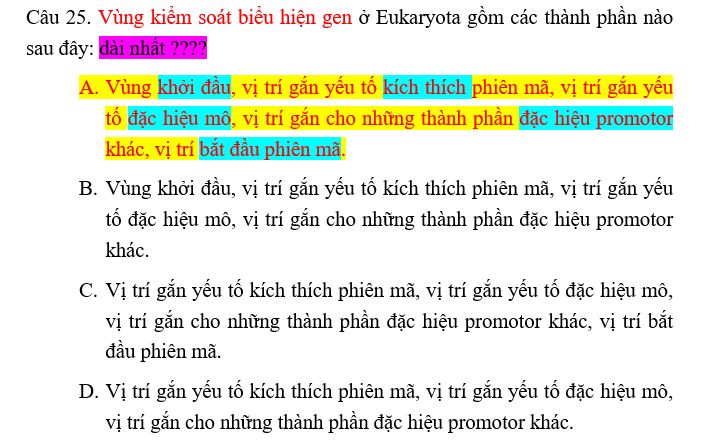 Câu 25. Vùng kiểm soát biểu hiện gen ở Eukaryota gồm các thành phần nào
sau đây: dài nhất ????
A. Vùng khởi đầu, vị trí gắn yếu tố kích thích phiên mã, vị trí gắn yếu
tố đặc hiệu mô, vị trí gắn cho những thành phần đặc hiệu promotor
khác, vị trí bắt đầu phiên mã.
B. Vùng khởi đầu, vị trí gắn yếu tố kích thích phiên mã, vị trí gắn yếu
tố đặc hiệu mô, vị trí gắn cho những thành phần đặc hiệu promotor
khác.
C. Vị trí gắn yếu tố kích thích phiên mã, vị trí gắn yếu tố đặc hiệu mô,
vị trí gắn cho những thành phần đặc hiệu promotor khác, vị trí bắt
đầu phiên mã.
D. Vị trí gắn yếu tố kích thích phiên mã, vị trí gắn yếu tố đặc hiệu mô,
vị trí gắn cho những thành phần đặc hiệu promotor khác.